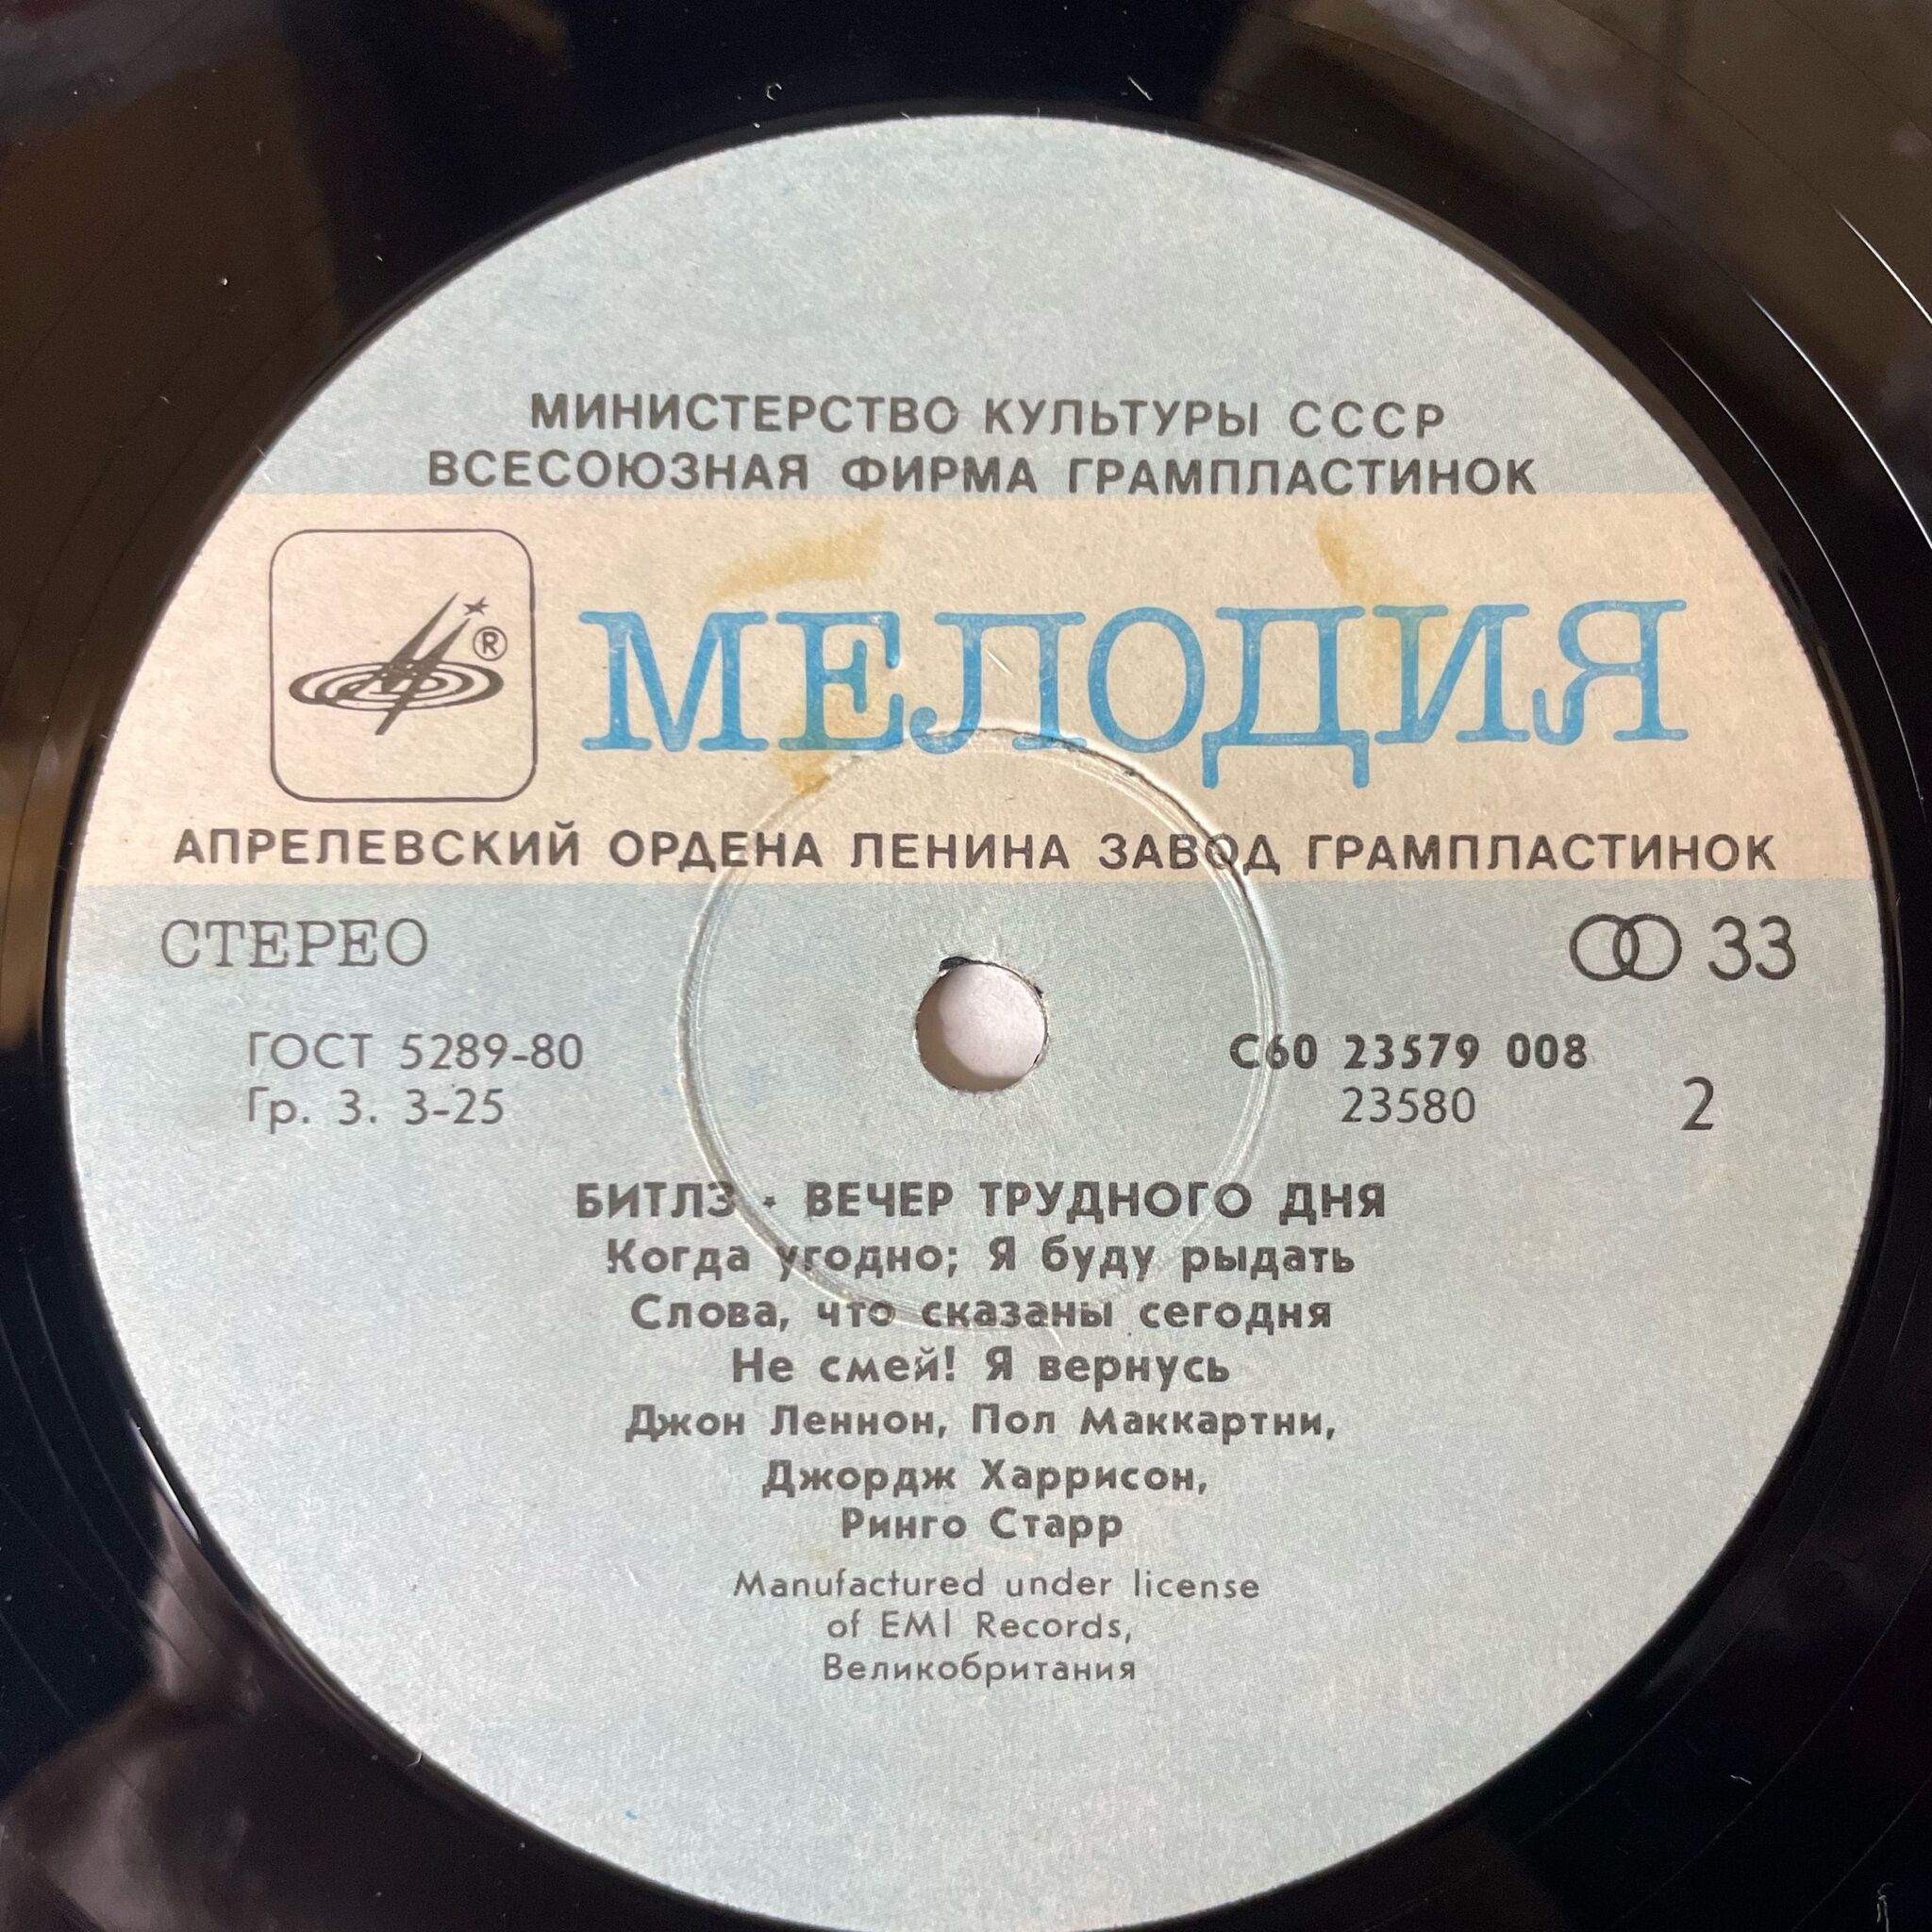 МИНИСТЕРСТВО КУЛЬТУРЫ СССР
ВСЕСОЮЗНАЯ ФИРМА ГРАМПЛАСТИНОК
®
МЕЛОДИЯ
АПРЕЛЕВСКИЙ ОРДЕНА ЛЕНИНА ЗАВОД ГРАМПЛАСТИНОК
СТЕРЕО 33
ГОСТ 5289-80 С60 23579 008
Гр. 3. 3-25 23580 2
БИТЛЗ · ВЕЧЕР ТРУДНОГО ДНЯ
Когда угодно; Я буду рыдать
Слова, что сказаны сегодня
Не смей! Я вернусь
Джон Леннон, Пол Маккартни,
Джордж Харрисон,
Ринго Старр
Manufactured under license
of EMI Records,
Великобритания